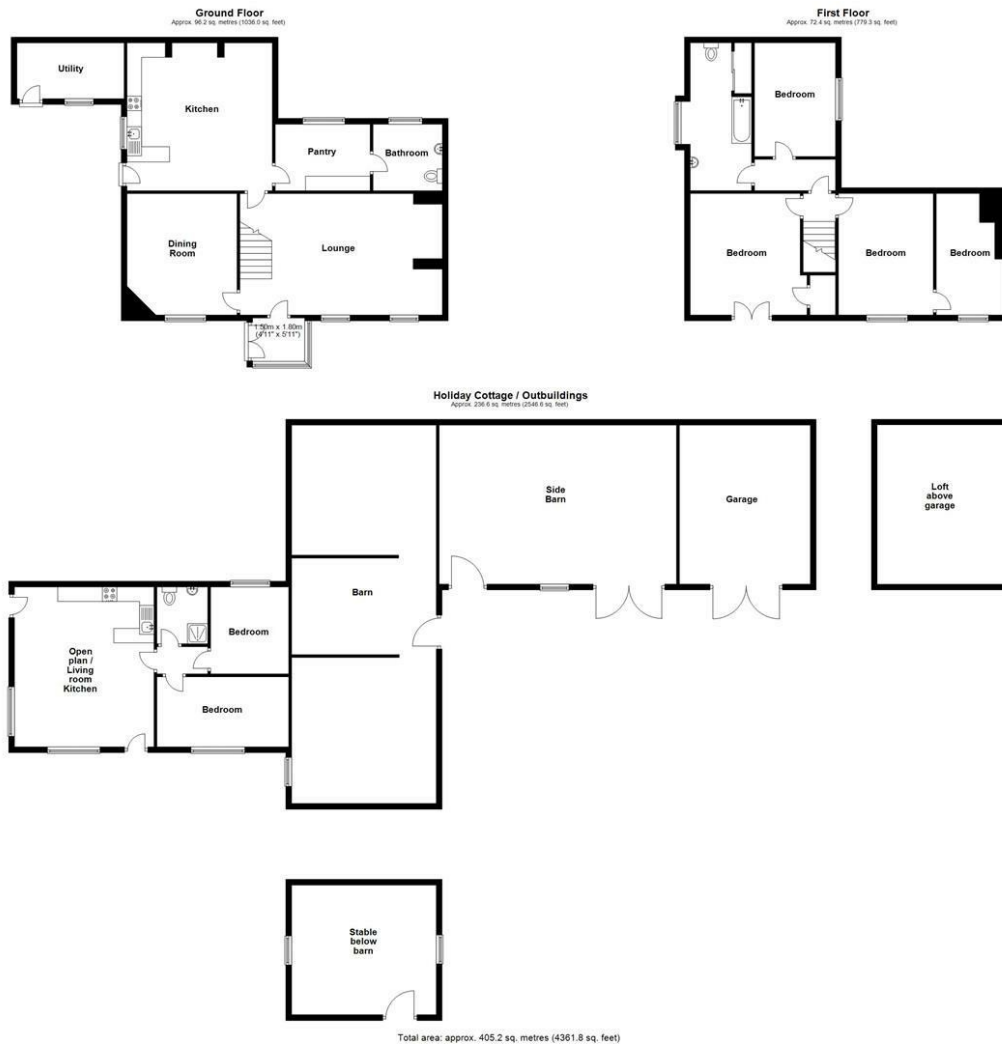 Ground Floor
Approx. 96.2 sq. metres (1036.0 sq. feet)
Utility
Kitchen
Pantry
Bathroom
Dining
Room
Lounge
1.50m x 1.80m
(4'11" x 5'11")
First Floor
Approx. 72.4 sq. metres (779.3 sq. feet)
Bedroom
Bedroom
Bedroom
Bedroom
Holiday Cottage / Outbuildings
Approx. 236.6 sq. metres (2546.6 sq. feet)
Side
Barn
Garage
Loft
above
garage
Barn
Open
plan /
Living
room
Kitchen
Bedroom
Bedroom
Stable
below
barn
Total area: approx. 405.2 sq. metres (4361.8 sq. feet)